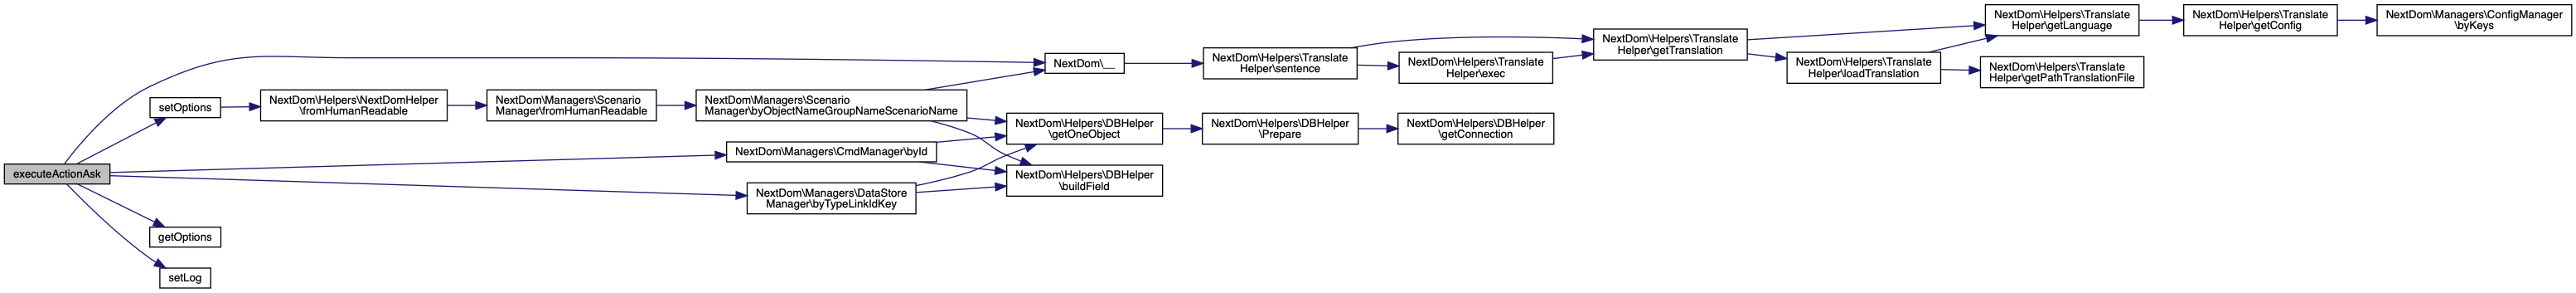 executeActionAsk
setOptions
getOptions
setLog
NextDom\Helpers\NextDomHelper
\fromHumanReadable
NextDom\Managers\Scenario
Manager\fromHumanReadable
NextDom\Managers\Scenario
Manager\byObjectNameGroupNameScenarioName
NextDom\Managers\CmdManager\byId
NextDom\Managers\DataStore
Manager\byTypeLinkIdKey
NextDom\__
NextDom\Helpers\DBHelper
\getOneObject
NextDom\Helpers\DBHelper
\buildField
NextDom\Helpers\Translate
Helper\sentence
NextDom\Helpers\DBHelper
\Prepare
NextDom\Helpers\Translate
Helper\exec
NextDom\Helpers\DBHelper
\getConnection
NextDom\Helpers\Translate
Helper\getTranslation
NextDom\Helpers\Translate
Helper\loadTranslation
NextDom\Helpers\Translate
Helper\getLanguage
NextDom\Helpers\Translate
Helper\getPathTranslationFile
NextDom\Helpers\Translate
Helper\getConfig
NextDom\Managers\ConfigManager
\byKeys